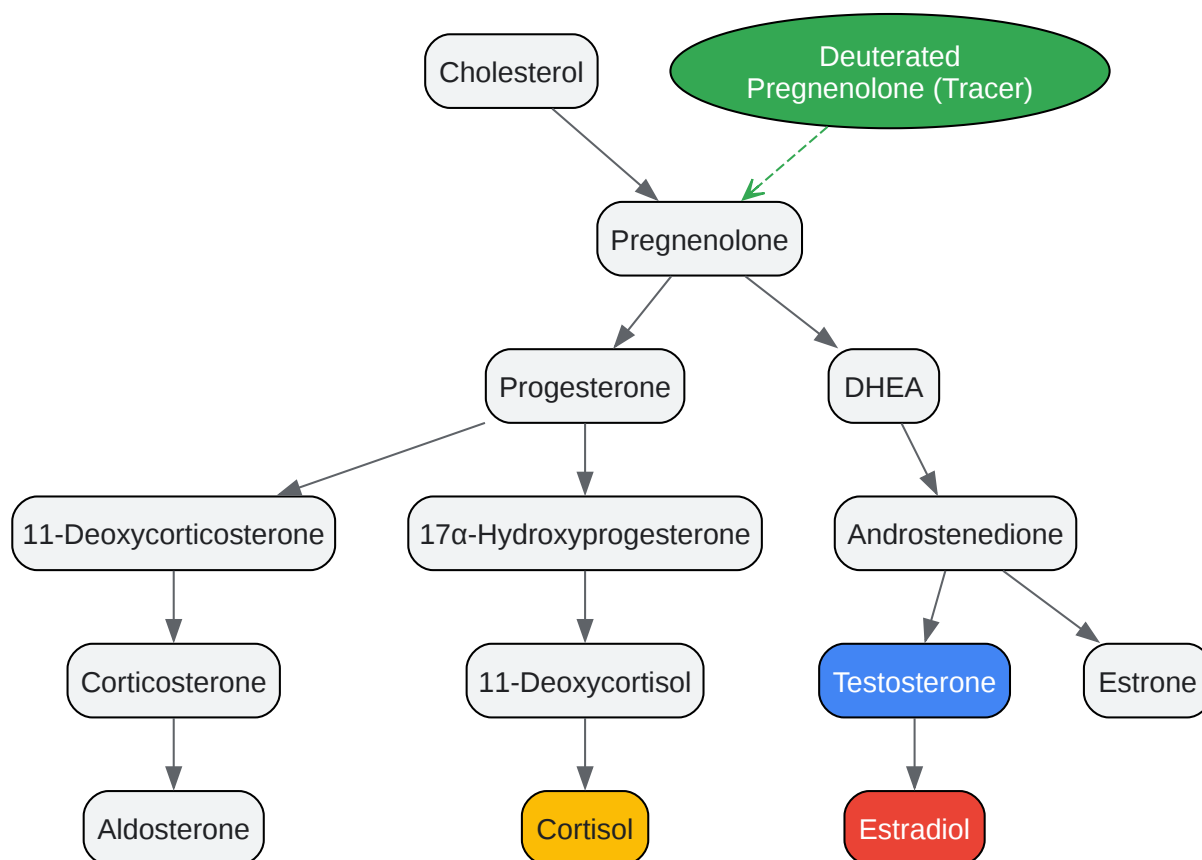 Cholesterol
Deuterated
Pregnenolone (Tracer)
Pregnenolone
Progesterone
DHEA
11-Deoxycorticosterone
17α-Hydroxyprogesterone
Androstenedione
Corticosterone
11-Deoxycortisol
Testosterone
Estrone
Aldosterone
Cortisol
Estradiol